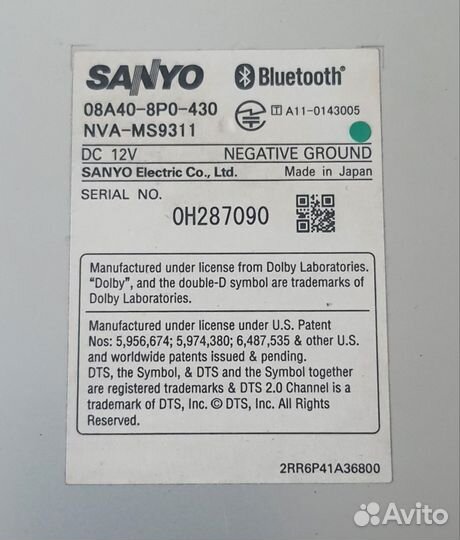 SANYO Bluetooth®
08A40-8P0-430 T A11-0143005
NVA-MS9311
DC 12V NEGATIVE GROUND
SANYO Electric Co., Ltd. Made in Japan
SERIAL NO.
0H287090
Manufactured under license from Dolby Laboratories.
“Dolby”, and the double-D symbol are trademarks of
Dolby Laboratories.
Manufactured under license under U.S. Patent
Nos: 5,956,674; 5,974,380; 6,487,535 & other U.S.
and worldwide patents issued & pending.
DTS, the Symbol, & DTS and the Symbol together
are registered trademarks & DTS 2.0 Channel is a
trademark of DTS, Inc. © DTS, Inc. All Rights
Reserved.
2RR6P41A36800
Avito